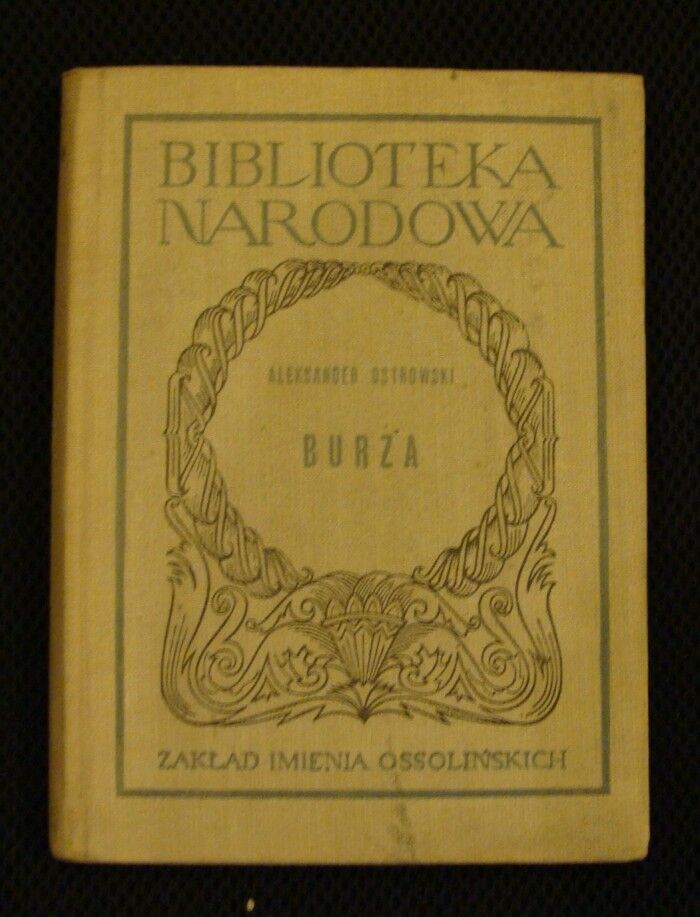 BIBLIOTEKA
NARODOWA
ALEKSANDER OSTROWSKI
BURZA
ZAKŁAD IMIENIA OSSOLIŃSKICH